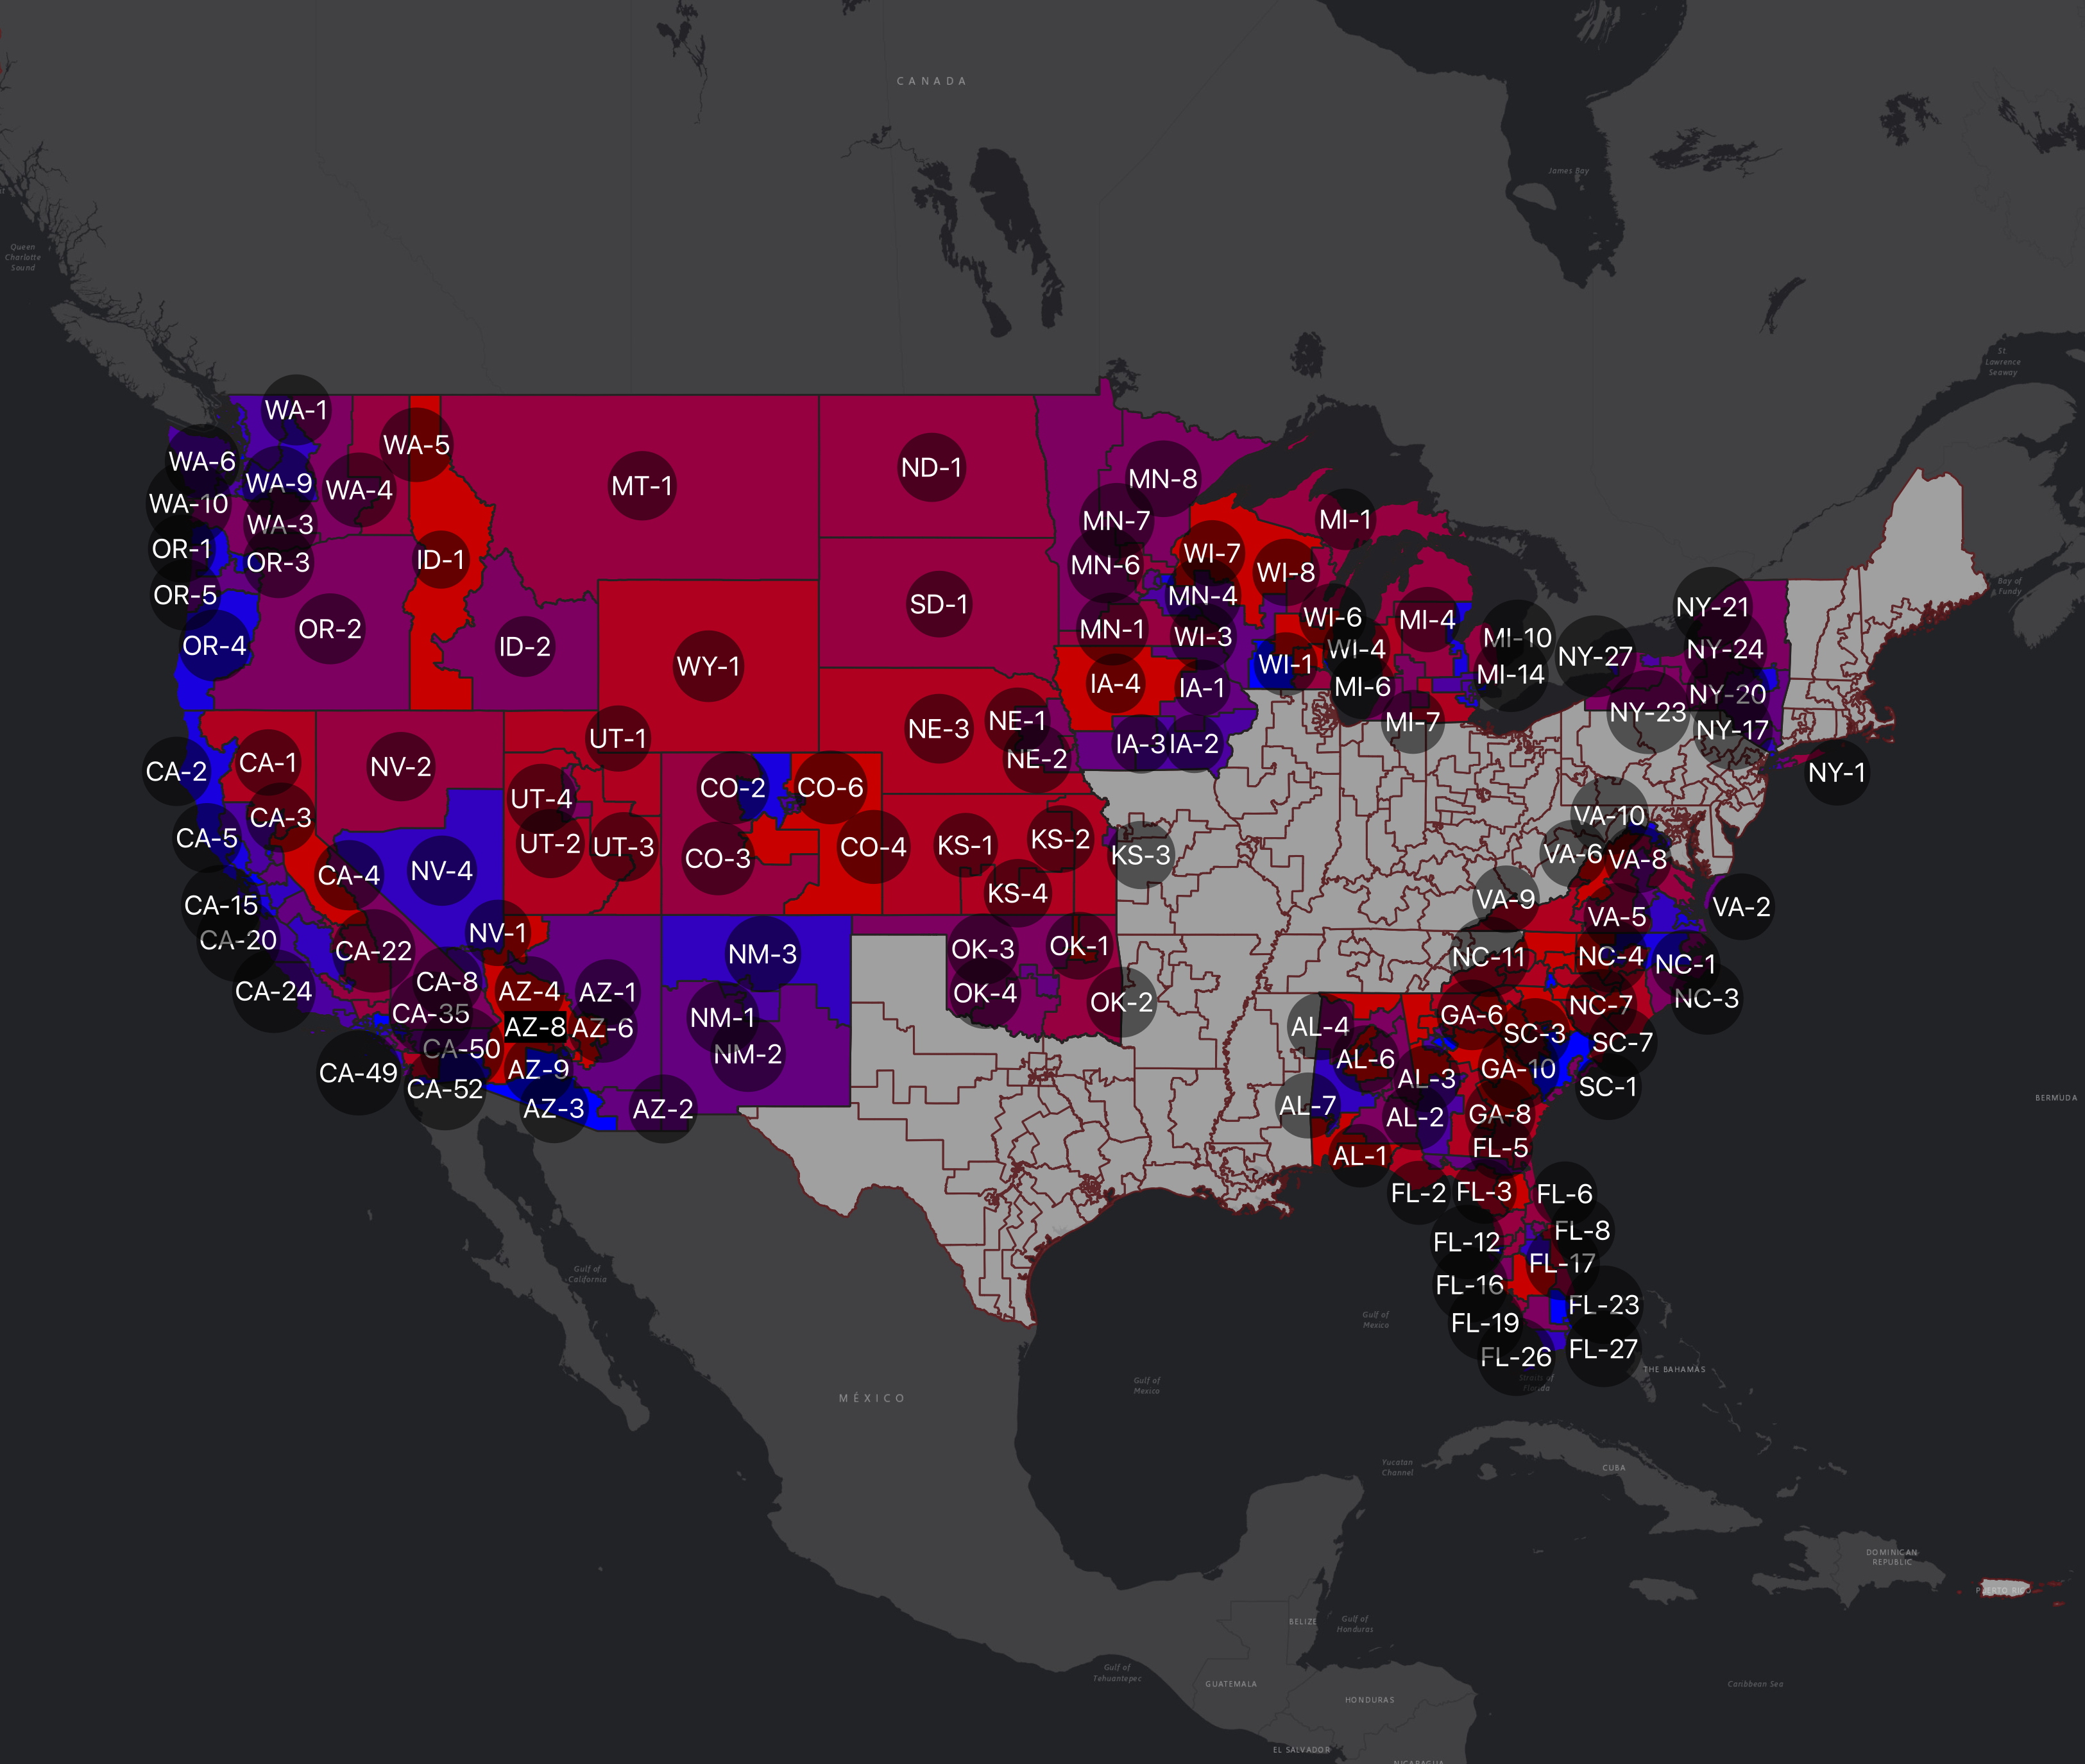 CANADA
James Bay
Queen
Charlotte
Sound
St
Lawrence
Seaway
WA-1
WA-5
WA-6
WA-9
WA-4
WA-10
WA-3
MT-1
ND-1
MN-8
MN-7
MI-1
OR-1
OR-3
ID-1
MN-6
WI-7
WI-8
OR-5
MN-4
Bay of
Fundy
SD-1
NY-21
OR-4
OR-2
ID-2
MN-1
WI-3
WI-6
MI-4
MI-10
NY-24
WY-1
WI-1
WI-4
NY-27
MI-14
IA-4
IA-1
MI-6
NY-20
NE-3
NE-1
MI-7
NY-23
NY-17
UT-1
IA-3
IA-2
NE-2
CA-2
CA-1
NV-2
NY-1
CO-2
CO-6
UT-4
CA-3
VA-10
CA-5
UT-2
UT-3
CO-3
CO-4
KS-1
KS-2
KS-3
VA-6
VA-8
CA-4
NV-4
KS-4
VA-9
CA-15
VA-5
VA-2
NV-1
CA-20
CA-22
NM-3
OK-3
OK-1
NC-11
NC-4
NC-1
CA-8
CA-24
AZ-4
AZ-1
OK-4
OK-2
NC-3
CA-35
NM-1
AL-4
GA-6
NC-7
AZ-8
AZ-6
SC-3
SC-7
CA-50
NM-2
AL-6
CA-49
AZ-9
GA-10
CA-52
AL-3
SC-1
AZ-3
AZ-2
AL-7
AL-2
GA-8
BERMUDA
AL-1
FL-5
FL-2
FL-3
FL-6
FL-12
FL-8
FL-17
Gulf of
California
FL-16
FL-23
Gulf of
Mexico
FL-19
FL-27
FL-26
THE BAHAMAS
Straits of
Florida
Gulf of
Mexico
MÉXICO
Yucatan
Channel
CUBA
DOMINICAN
REPUBLIC
PUERTO RICO
BELIZE
Gulf of
Honduras
Gulf of
Tehuantepec
GUATEMALA
Caribbean Sea
HONDURAS
EL SALVADOR
NICARAGUA